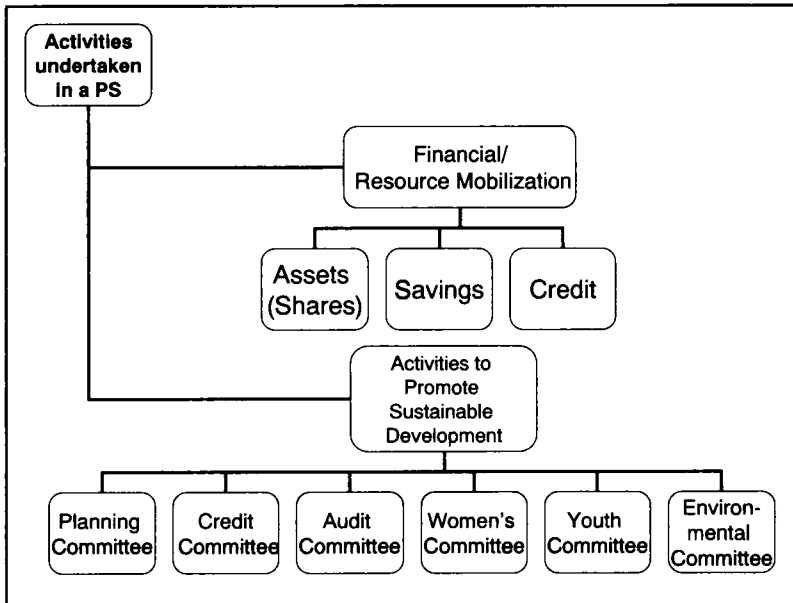 Activities
undertaken
in a PS
Financial/
Resource Mobilization
Assets
(Shares)
Savings
Credit
Activities to
Promote
Sustainable
Development
Planning
Committee
Credit
Committee
Audit
Committee
Women's
Committee
Youth
Committee
Environ-
mental
Committee